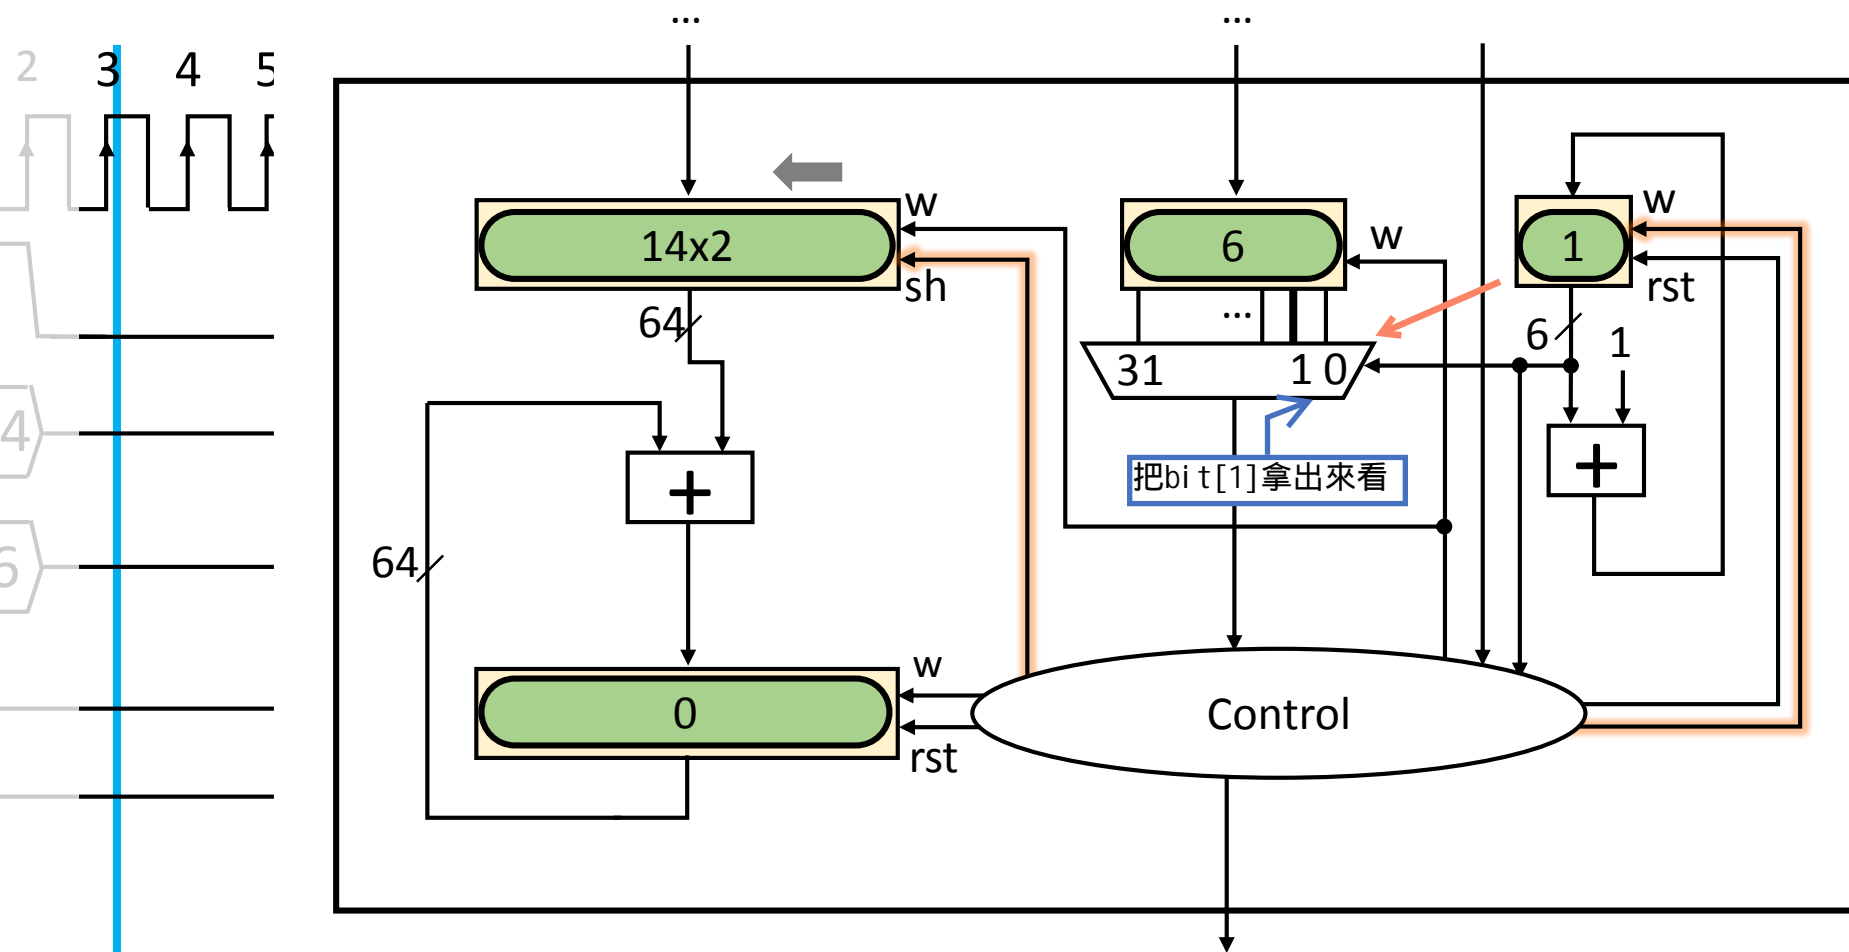 ... ...
2 3 4 5
w w w
14x2 6 1
sh rst
64 ... 6 1
31 1 0
4
+ +
把bit[1]拿出來看
64
6
w
0 Control
rst